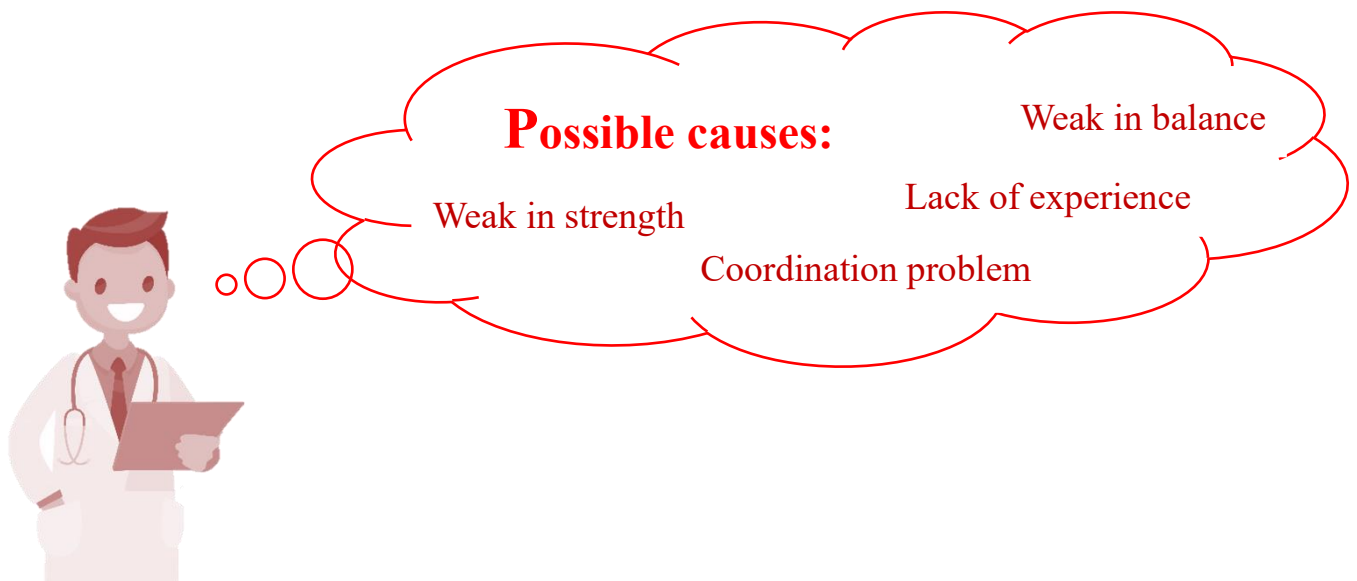 Possible causes:
Weak in balance
Weak in strength
Lack of experience
Coordination problem